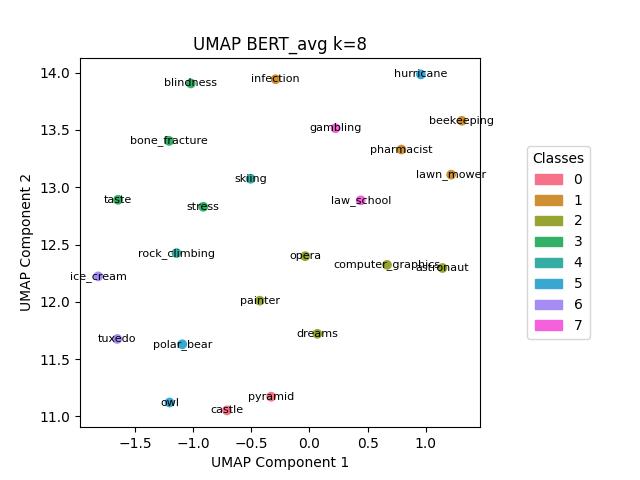 UMAP BERT_avg k=8
14.0
13.5
13.0
12.5
12.0
11.5
11.0
UMAP Component 2
blindness
infection
hurricane
beekeeping
bone_fracture
gambling
pharmacist
skiing
lawn_mower
taste
stress
law_school
rock_climbing
opera
computer_graphics
astronaut
ice_cream
painter
tuxedo
polar_bear
dreams
owl
castle
pyramid
−1.5
−1.0
−0.5
0.0
0.5
1.0
UMAP Component 1
Classes
0
1
2
3
4
5
6
7